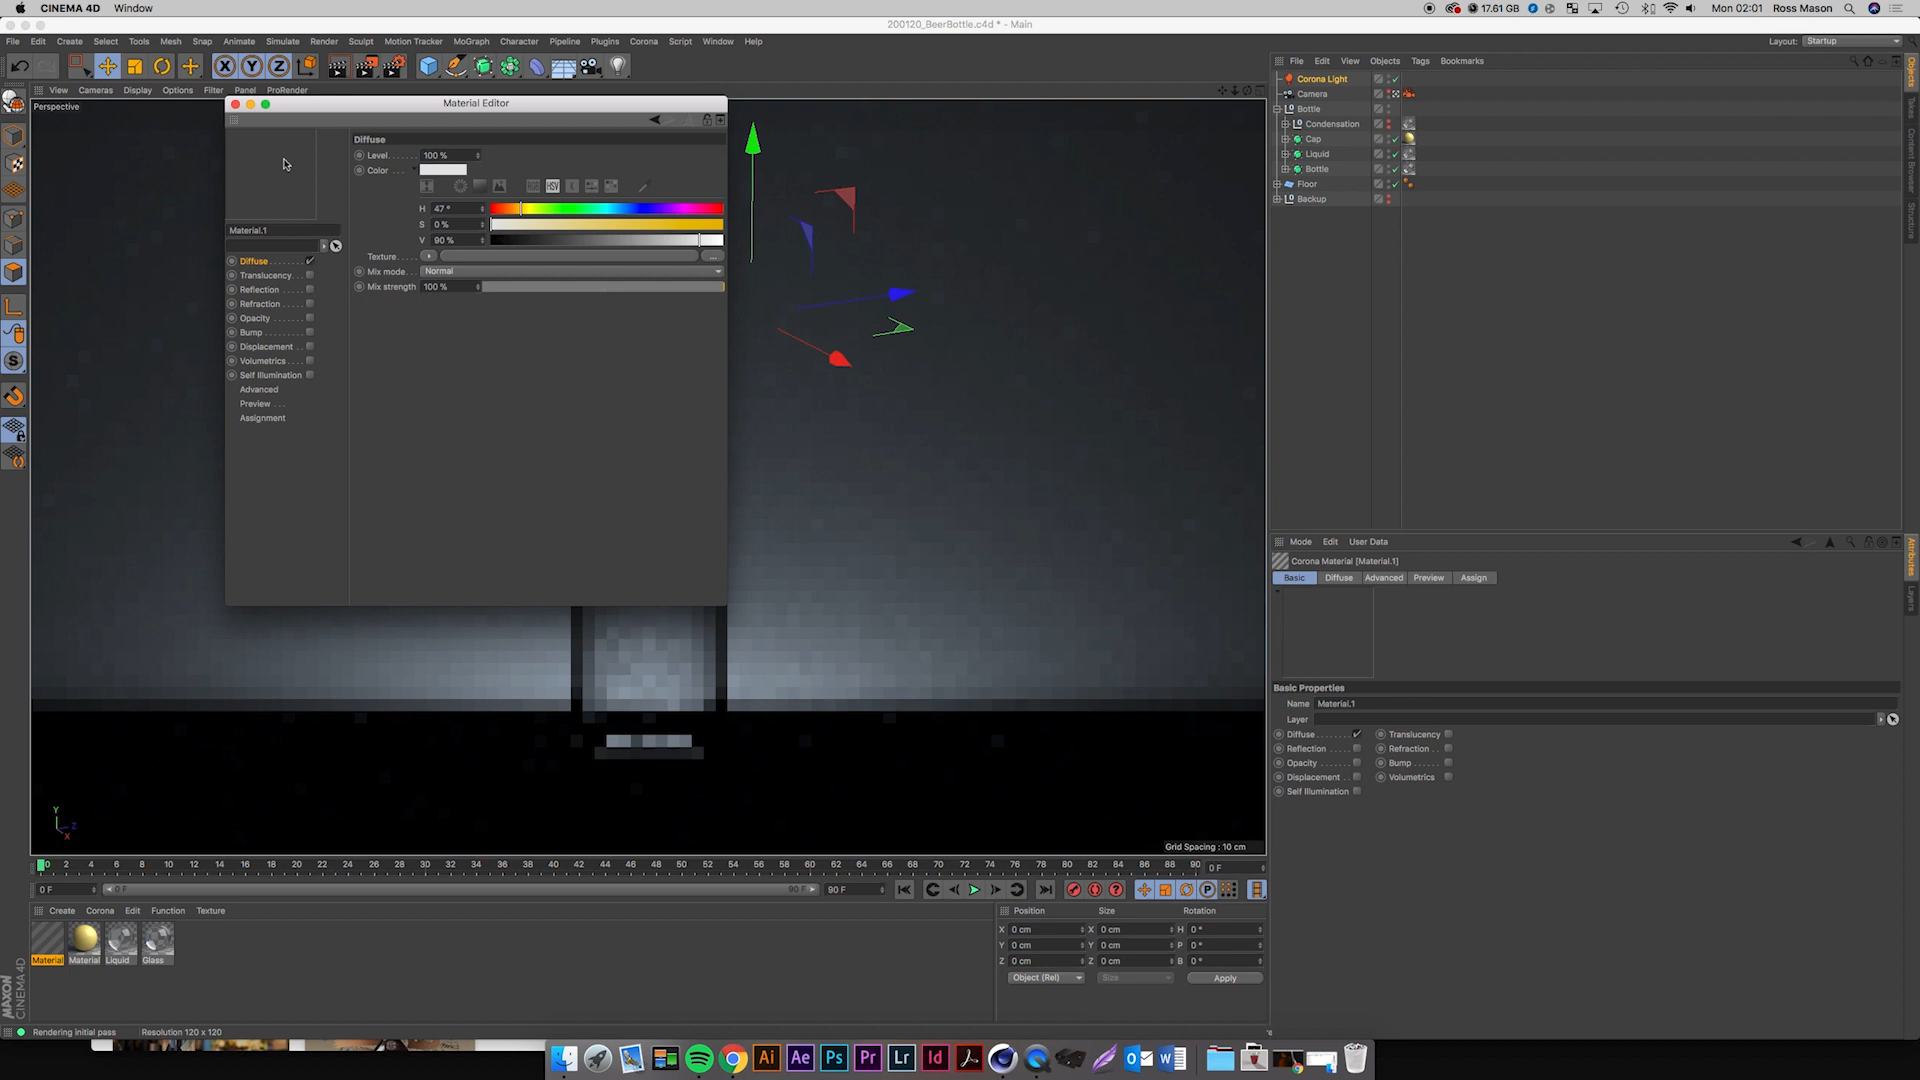 CINEMA 4D Window
17.61 GB Mon 02:01 Ross Mason
200120_BeerBottle.c4d * - Main
File Edit Create Select Tools Mesh Snap Animate Simulate Render Sculpt Motion Tracker MoGraph Character Pipeline Plugins Corona Script Window Help
Layout: Startup
X Y Z
View Cameras Display Options Filter Panel ProRender
File Edit View Objects Tags Bookmarks
Perspective
Material Editor
Corona Light
Camera
Bottle
Condensation
Cap
Liquid
Bottle
Floor
Backup
Objects
Takes
Content Browser
Structure
Diffuse
Level 100 %
Color
RGB HSV K
H 47 °
S 0 %
V 90 %
Texture ...
Mix mode Normal
Mix strength 100 %
Material.1
Diffuse
Translucency
Reflection
Refraction
Opacity
Bump
Displacement
Volumetrics
Self Illumination
Advanced
Preview
Assignment
Mode Edit User Data
Attributes
Layers
Corona Material [Material.1]
Basic Diffuse Advanced Preview Assign
Basic Properties
Name Material.1
Layer
Diffuse Translucency
Reflection Refraction
Opacity Bump
Displacement Volumetrics
Self Illumination
Y
Z
X
Grid Spacing : 10 cm
0 2 4 6 8 10 12 14 16 18 20 22 24 26 28 30 32 34 36 38 40 42 44 46 48 50 52 54 56 58 60 62 64 66 68 70 72 74 76 78 80 82 84 86 88 90 0 F
0 F 0 F 90 F 90 F
Create Corona Edit Function Texture
Material Material Liquid Glass
Position Size Rotation
X 0 cm X 0 cm H 0 °
Y 0 cm Y 0 cm P 0 °
Z 0 cm Z 0 cm B 0 °
Object (Rel) Size Apply
MAXON CINEMA 4D
Rendering initial pass Resolution 120 x 120
Ai Ae Ps Pr Lr Id